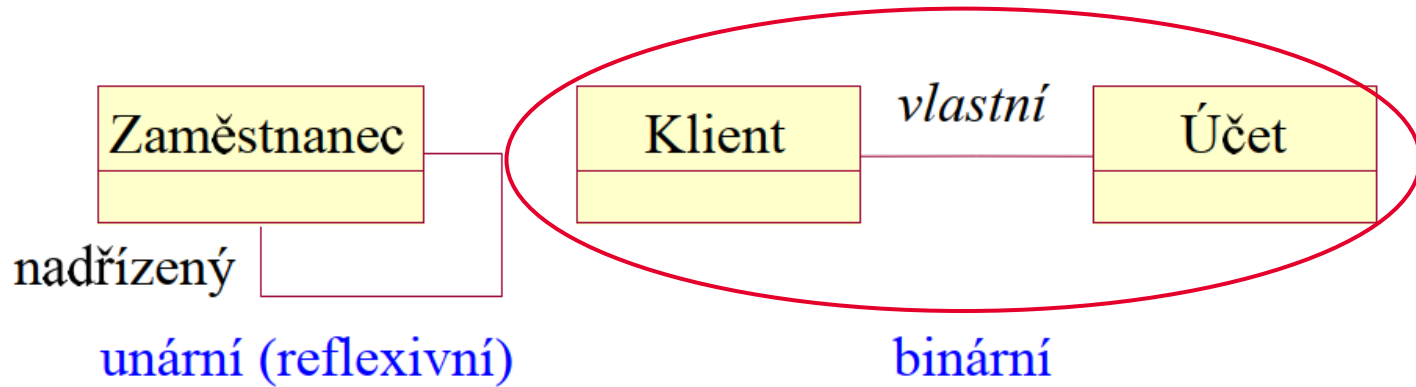 Zaměstnanec
nadřízený
unární (reflexivní)
Klient
vlastní
Účet
binární